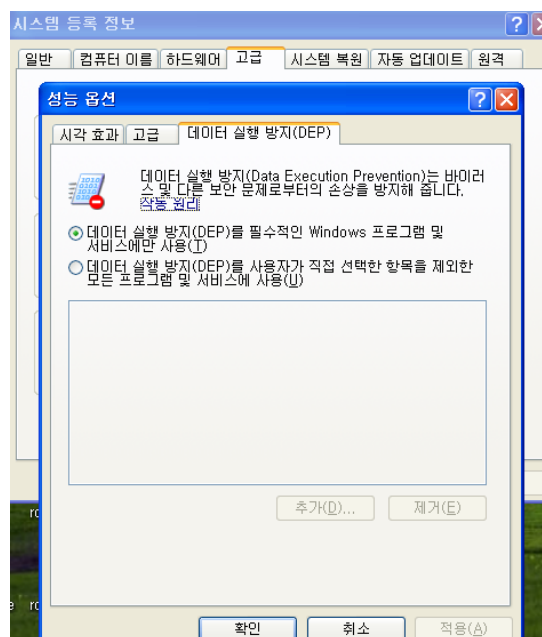 시스템 등록 정보
일반 컴퓨터 이름 하드웨어 고급 시스템 복원 자동 업데이트 원격
성능 옵션
시각 효과 고급 데이터 실행 방지(DEP)
데이터 실행 방지(Data Execution Prevention)는 바이러
스 및 다른 보안 문제로부터의 손상을 방지해 줍니다.
작동 원리
데이터 실행 방지(DEP)를 필수적인 Windows 프로그램 및
서비스에만 사용(T)
데이터 실행 방지(DEP)를 사용자가 직접 선택한 항목을 제외한
모든 프로그램 및 서비스에 사용(U)
추가(D)... 제거(E)
확인 취소 적용(A)